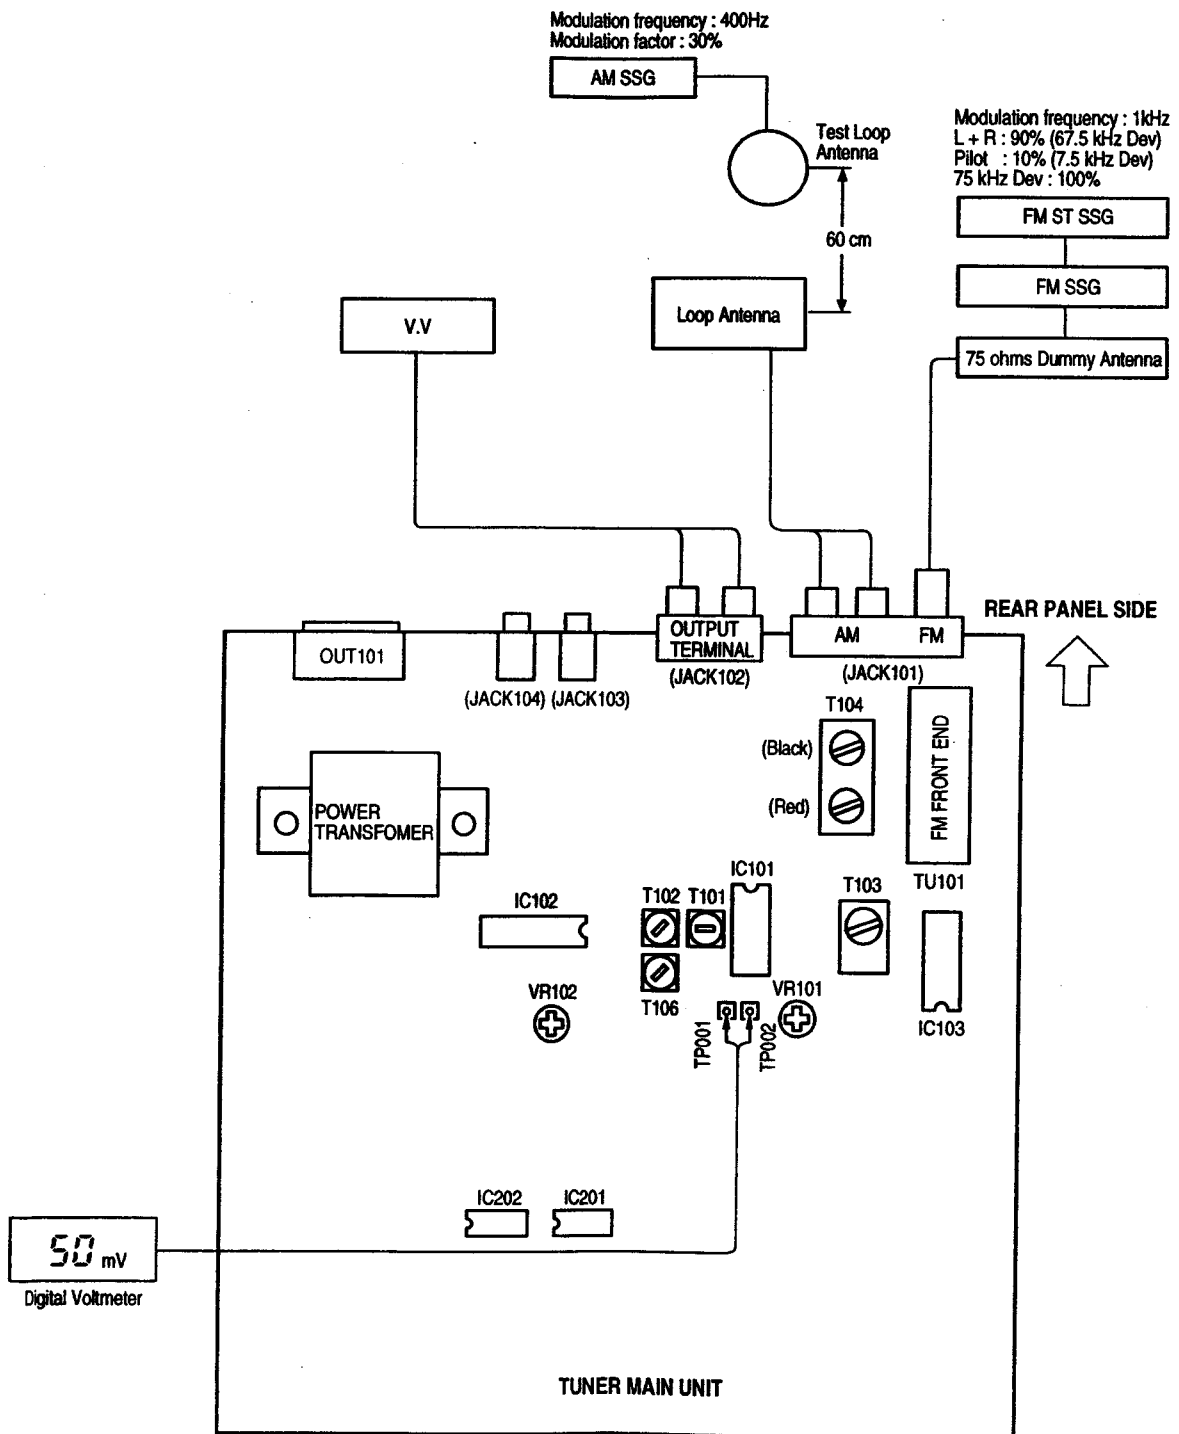 Modulation frequency : 400Hz
Modulation factor : 30%
AM SSG
Test Loop
Antenna
Modulation frequency : 1kHz
L + R : 90% (67.5 kHz Dev)
Pilot : 10% (7.5 kHz Dev)
75 kHz Dev : 100%
FM ST SSG
60 cm
FM SSG
V.V
Loop Antenna
75 ohms Dummy Antenna
REAR PANEL SIDE
OUTPUT
TERMINAL
AM
FM
OUT101
(JACK104)
(JACK103)
(JACK102)
(JACK101)
T104
(Black)
(Red)
FM FRONT END
POWER
TRANSFOMER
IC101
TU101
IC102
T102
T101
T103
VR102
T106
VR101
IC103
TP001
TP002
IC202
IC201
50 mV
Digital Voltmeter
TUNER MAIN UNIT